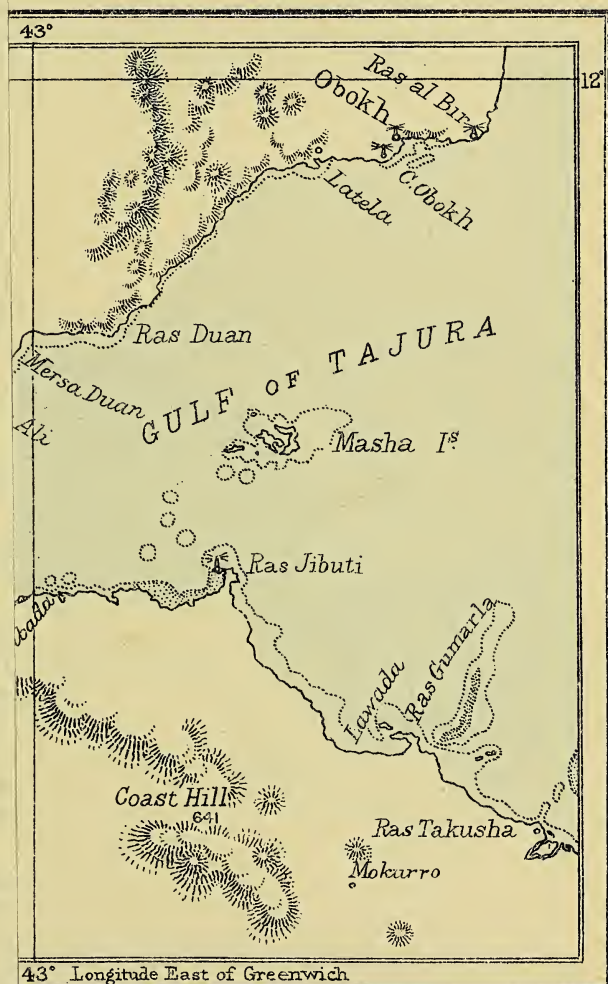 43°
12°
Ras al Bir
Obokh
C. Obokh
Latela
Ras Duan
Mersa Duan
GULF OF TAJURA
Ali
Masha Is.
Ras Jibuti
Lawada
Ras Gumarla
Coast Hill
641
Ras Takusha
Mokurro
43° Longitude East of Greenwich